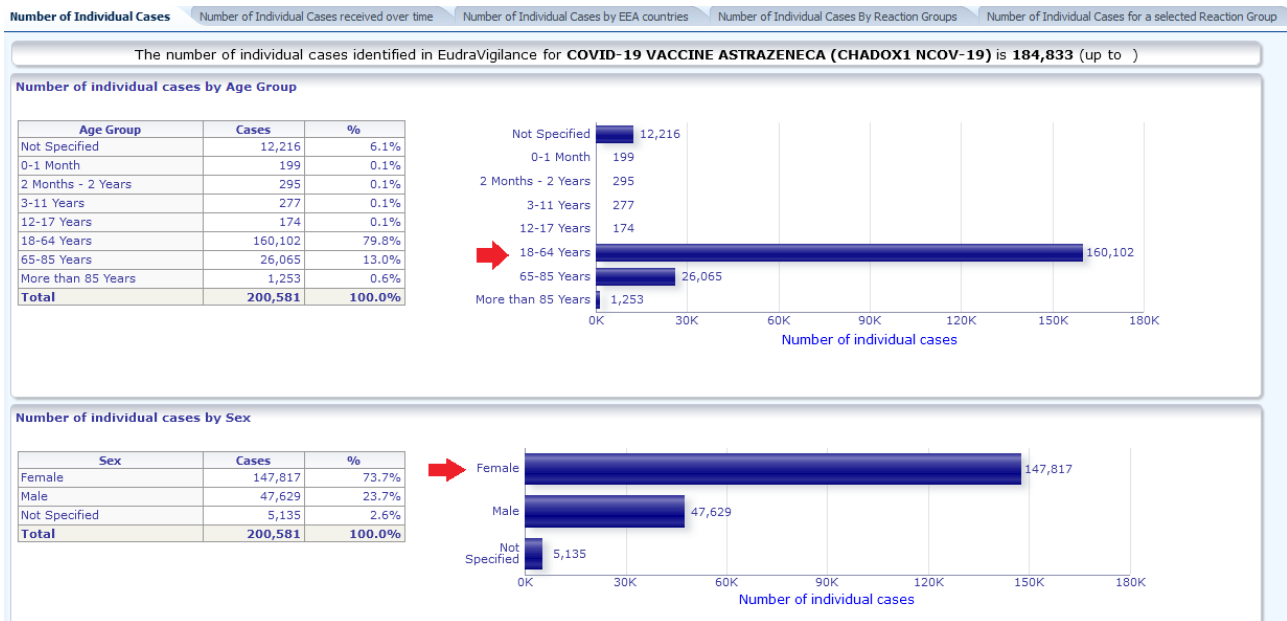 Number of Individual Cases
Number of Individual Cases received over time
Number of Individual Cases by EEA countries
Number of Individual Cases By Reaction Groups
Number of Individual Cases for a selected Reaction Group
The number of individual cases identified in EudraVigilance for COVID-19 VACCINE ASTRAZENECA (CHADOX1 NCOV-19) is 184,833 (up to )
Number of individual cases by Age Group
Age Group Cases %
Not Specified 12,216 6.1%
0-1 Month 199 0.1%
2 Months - 2 Years 295 0.1%
3-11 Years 277 0.1%
12-17 Years 174 0.1%
18-64 Years 160,102 79.8%
65-85 Years 26,065 13.0%
More than 85 Years 1,253 0.6%
Total 200,581 100.0%
Not Specified 12,216
0-1 Month 199
2 Months - 2 Years 295
3-11 Years 277
12-17 Years 174
18-64 Years 160,102
65-85 Years 26,065
More than 85 Years 1,253
0K 30K 60K 90K 120K 150K 180K
Number of individual cases
Number of individual cases by Sex
Sex Cases %
Female 147,817 73.7%
Male 47,629 23.7%
Not Specified 5,135 2.6%
Total 200,581 100.0%
Female 147,817
Male 47,629
Not
Specified 5,135
0K 30K 60K 90K 120K 150K 180K
Number of individual cases